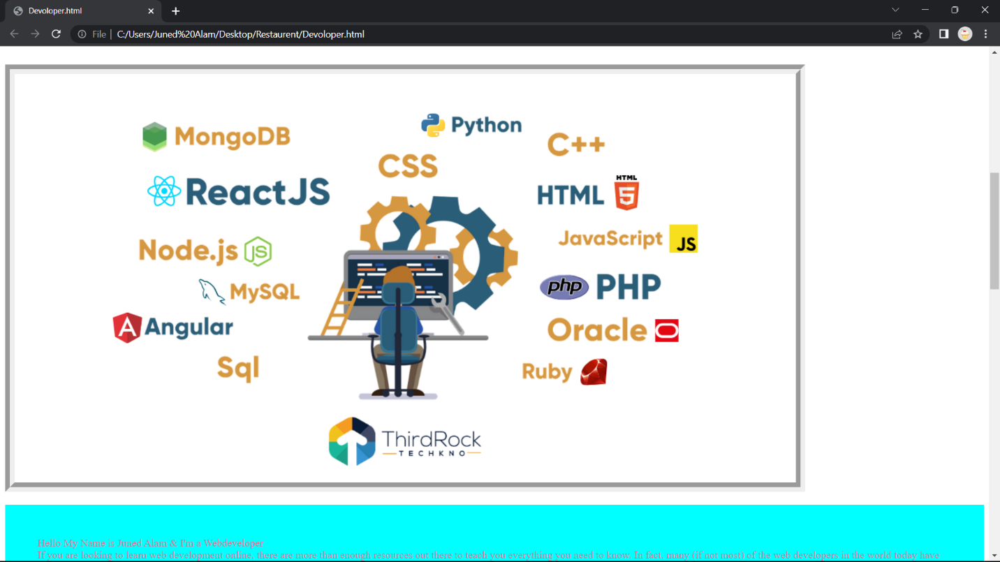 Devoloper.html
File | C:/Users/Juned%20Alam/Desktop/Restaurent/Devoloper.html
MongoDB
Python
C++
CSS
ReactJS
HTML
HTML
5
JavaScript JS
Node.js JS
php PHP
MySQL
A Angular
Oracle
Sql
Ruby
ThirdRock
TECHKNO
Hello My Name is Juned Alam & I'm a Webdeveloper
If you are looking to learn web development online, there are more than enough resources out there to teach you everything you need to know. In fact, many (if not most) of the web developers in the world today have